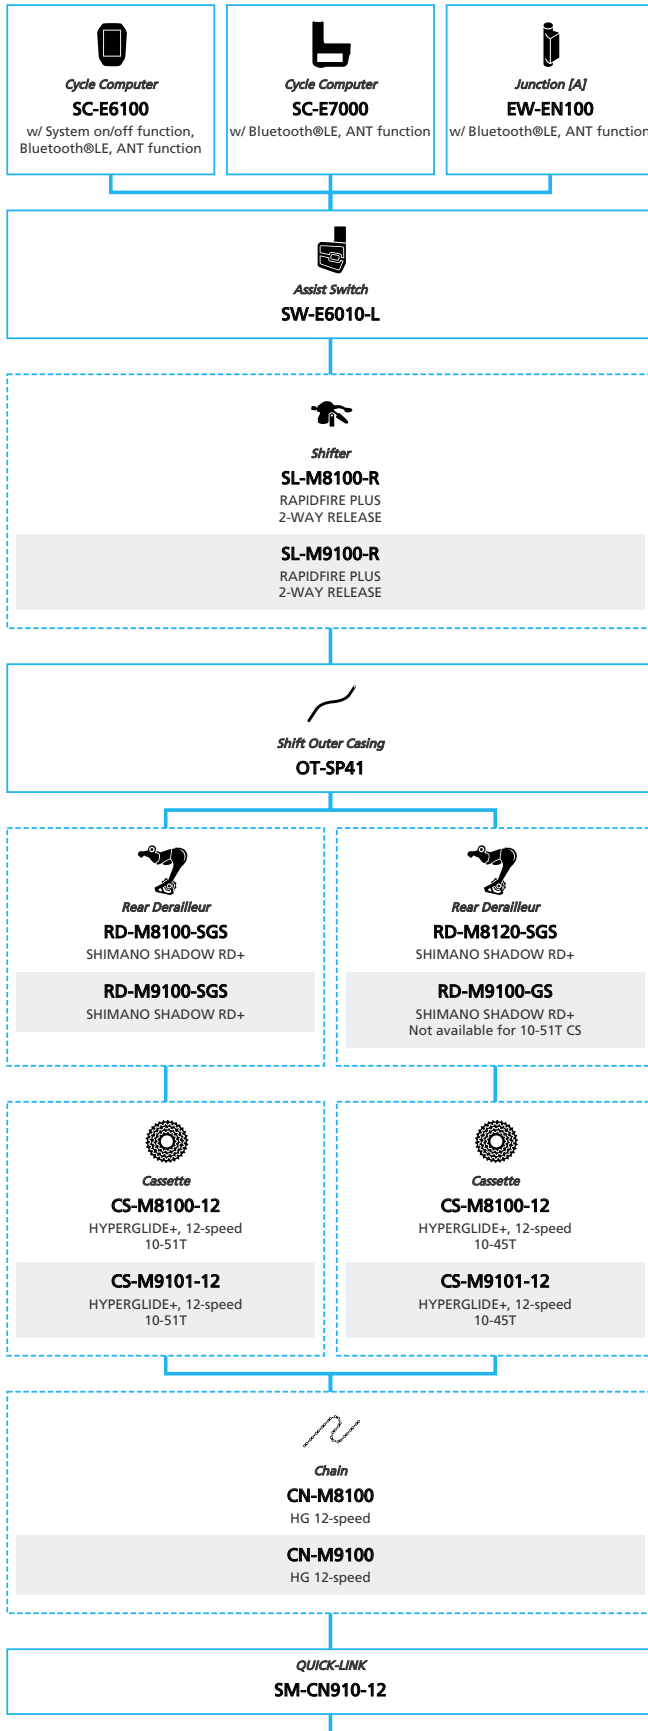 Cycle Computer
SC-E6100
w/ System on/off function,
Bluetooth®LE, ANT function
Cycle Computer
SC-E7000
w/ Bluetooth®LE, ANT function
Junction [A]
EW-EN100
w/ Bluetooth®LE, ANT function
Assist Switch
SW-E6010-L
Shifter
SL-M8100-R
RAPIDFIRE PLUS
2-WAY RELEASE
SL-M9100-R
RAPIDFIRE PLUS
2-WAY RELEASE
Shift Outer Casing
OT-SP41
Rear Derailleur
RD-M8100-SGS
SHIMANO SHADOW RD+
RD-M9100-SGS
SHIMANO SHADOW RD+
Rear Derailleur
RD-M8120-SGS
SHIMANO SHADOW RD+
RD-M9100-GS
SHIMANO SHADOW RD+
Not available for 10-51T CS
Cassette
CS-M8100-12
HYPERGLIDE+, 12-speed
10-51T
CS-M9101-12
HYPERGLIDE+, 12-speed
10-51T
Cassette
CS-M8100-12
HYPERGLIDE+, 12-speed
10-45T
CS-M9101-12
HYPERGLIDE+, 12-speed
10-45T
Chain
CN-M8100
HG 12-speed
CN-M9100
HG 12-speed
QUICK-LINK
SM-CN910-12